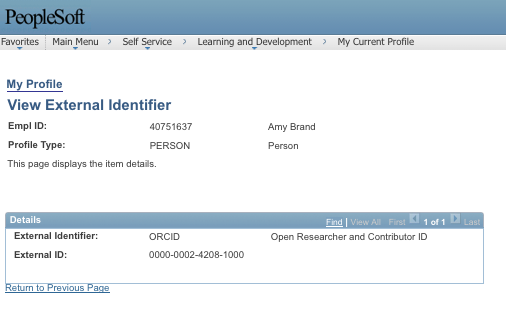 PeopleSoft
Favorites Main Menu > Self Service > Learning and Development > My Current Profile
My Profile
View External Identifier
Empl ID: 40751637 Amy Brand
Profile Type: PERSON Person
This page displays the item details.
Details Find | View All First 1 of 1 Last
External Identifier: ORCID Open Researcher and Contributor ID
External ID: 0000-0002-4208-1000
Return to Previous Page